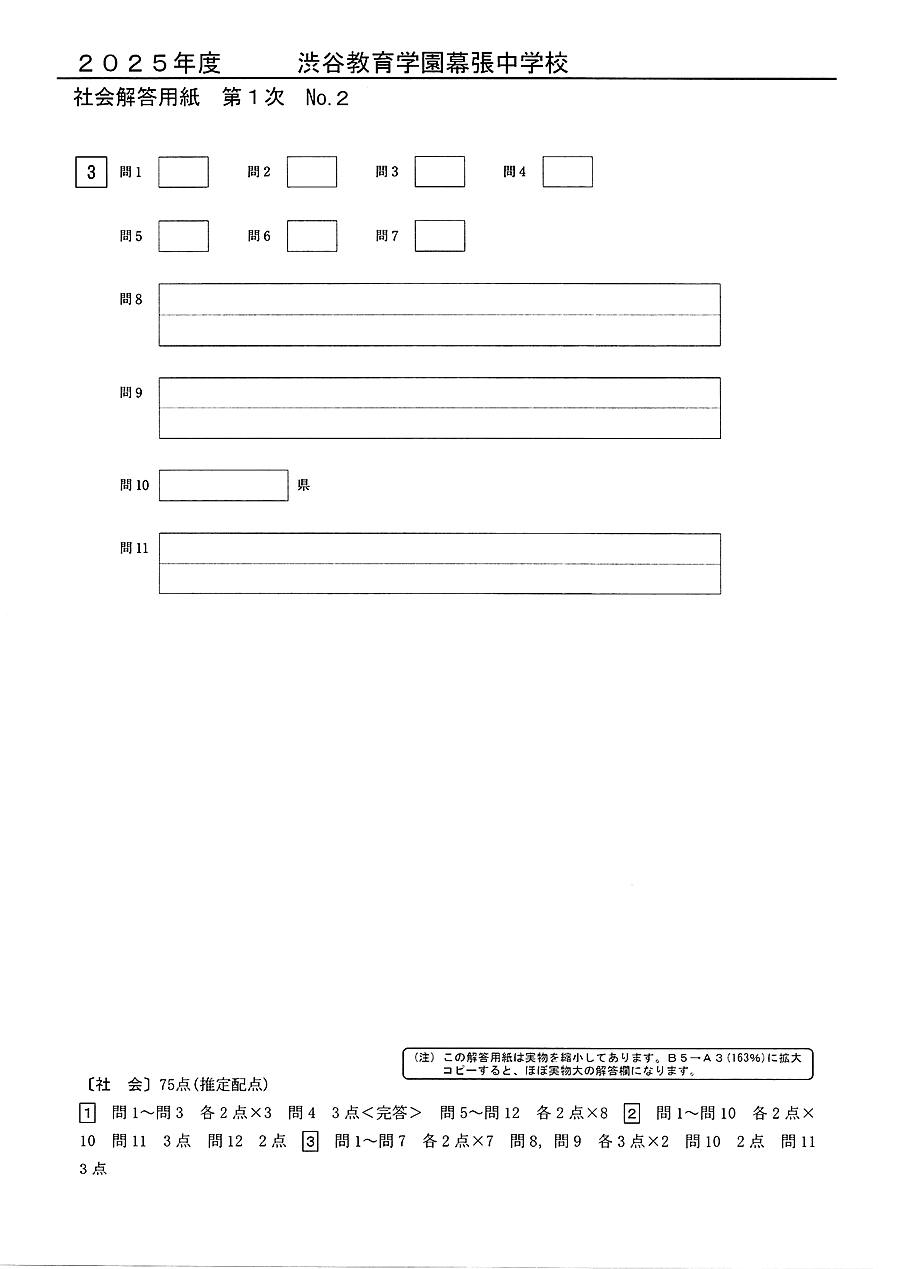 ２０２５年度　渋谷教育学園幕張中学校
社会解答用紙　第１次　No.２
3　問1　問2　問3　問4
問5　問6　問7
問8
問9
問10　県
問11
（注）この解答用紙は実物を縮小してあります。Ｂ５→Ａ３(163%)に拡大
コピーすると、ほぼ実物大の解答欄になります。
〔社　会〕75点(推定配点)
1　問1～問3　各２点×3　問4　3点＜完答＞　問5～問12　各２点×8　2　問1～問10　各２点×
10　問11　3点　問12　2点　3　問1～問7　各２点×7　問8，問9　各３点×2　問10　2点　問11
3点